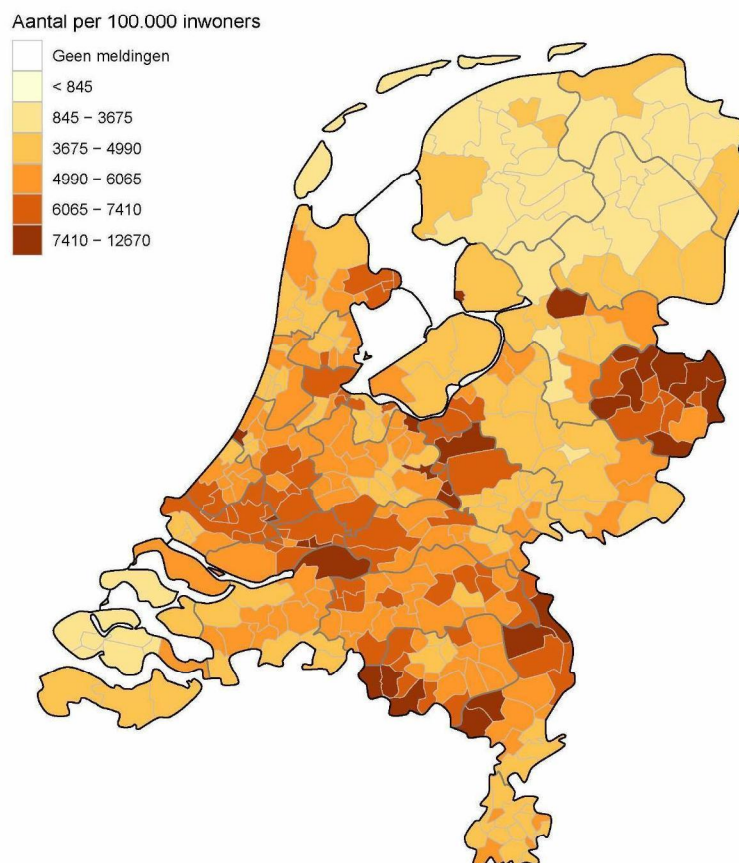 Aantal per 100.000 inwoners
Geen meldingen
< 845
845 – 3675
3675 – 4990
4990 – 6065
6065 – 7410
7410 – 12670